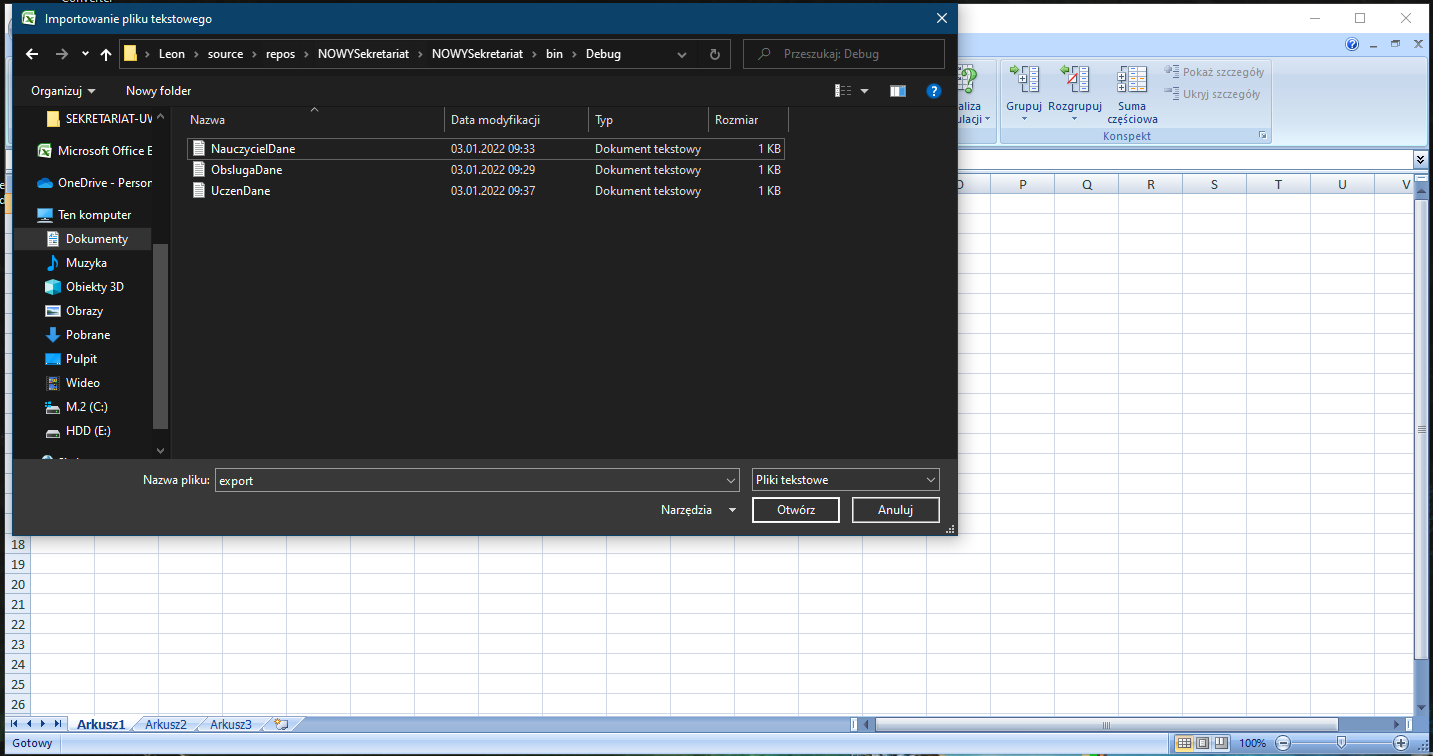 Converter
Importowanie pliku tekstowego
Leon › source › repos › NOWYSekretariat › NOWYSekretariat › bin › Debug
Przeszukaj: Debug
Organizuj
Nowy folder
SEKRETARIAT-UW
Microsoft Office E
OneDrive - Person
Ten komputer
Dokumenty
Muzyka
Obiekty 3D
Obrazy
Pobrane
Pulpit
Wideo
M.2 (C:)
HDD (E:)
Nazwa Data modyfikacji Typ Rozmiar
NauczycielDane 03.01.2022 09:33 Dokument tekstowy 1 KB
ObslugaDane 03.01.2022 09:29 Dokument tekstowy 1 KB
UczenDane 03.01.2022 09:37 Dokument tekstowy 1 KB
Nazwa pliku: export
Pliki tekstowe
Narzędzia
Otwórz
Anuluj
aliza
ulacji
Grupuj
Rozgrupuj
Suma
częściowa
Pokaż szczegóły
Ukryj szczegóły
Konspekt
P Q R S T U V
18
19
20
21
22
23
24
25
26
Arkusz1 Arkusz2 Arkusz3
Gotowy
100%